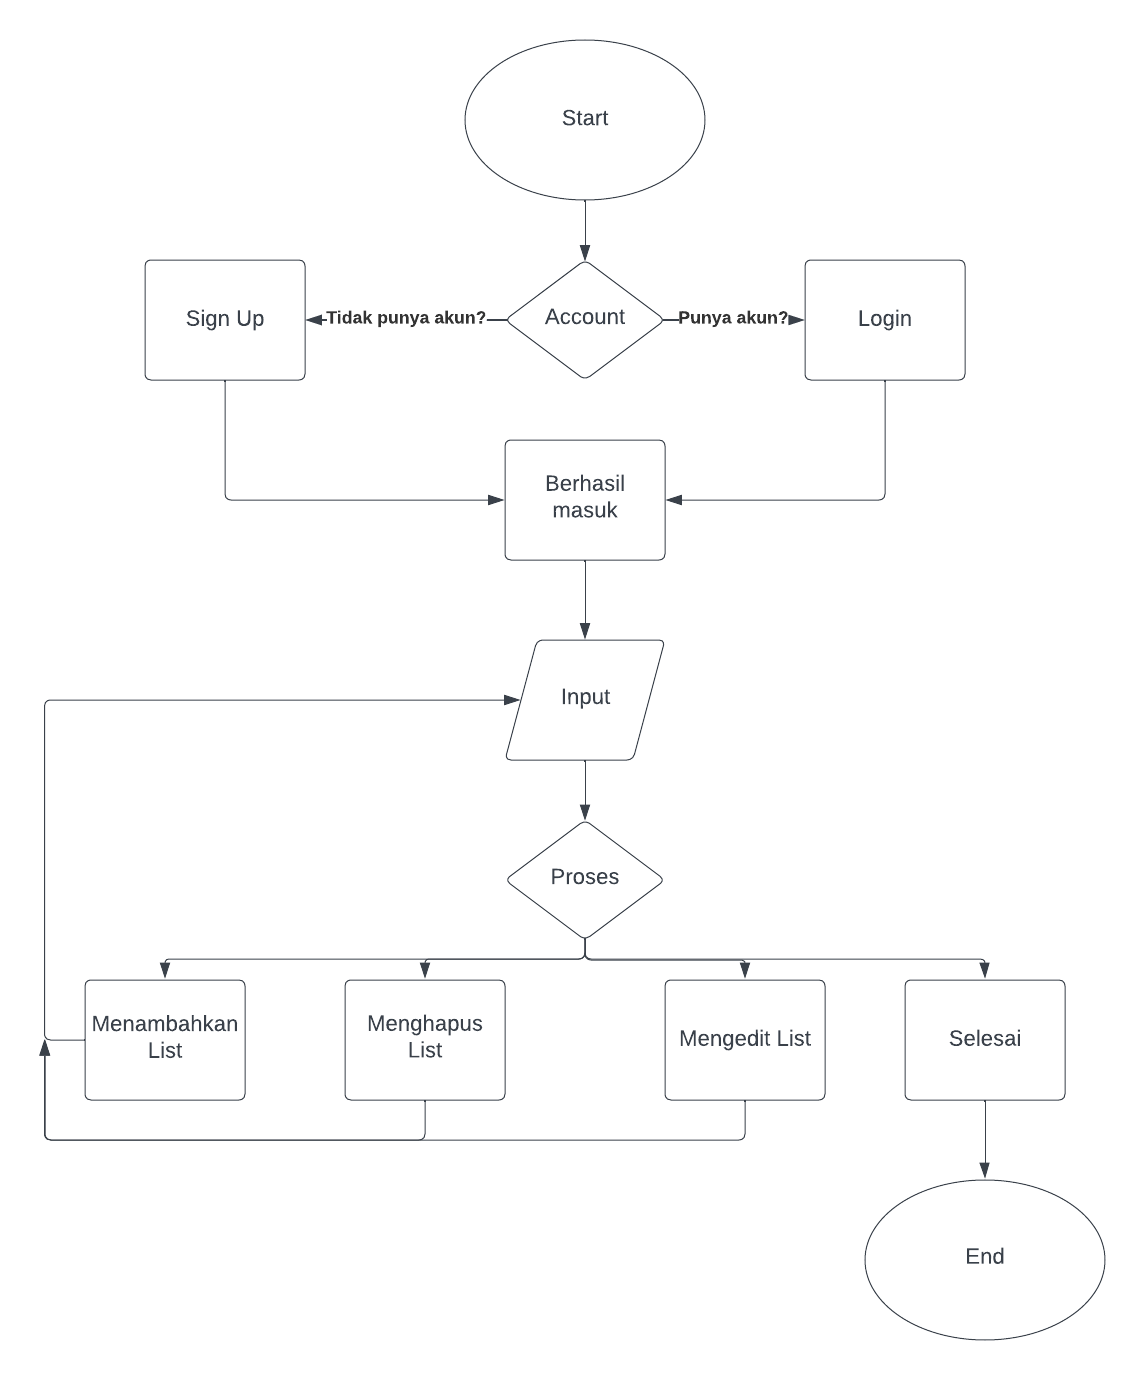 Start
Sign Up
Tidak punya akun?
Account
Punya akun?
Login
Berhasil
masuk
Input
Proses
Menambahkan
List
Menghapus
List
Mengedit List
Selesai
End